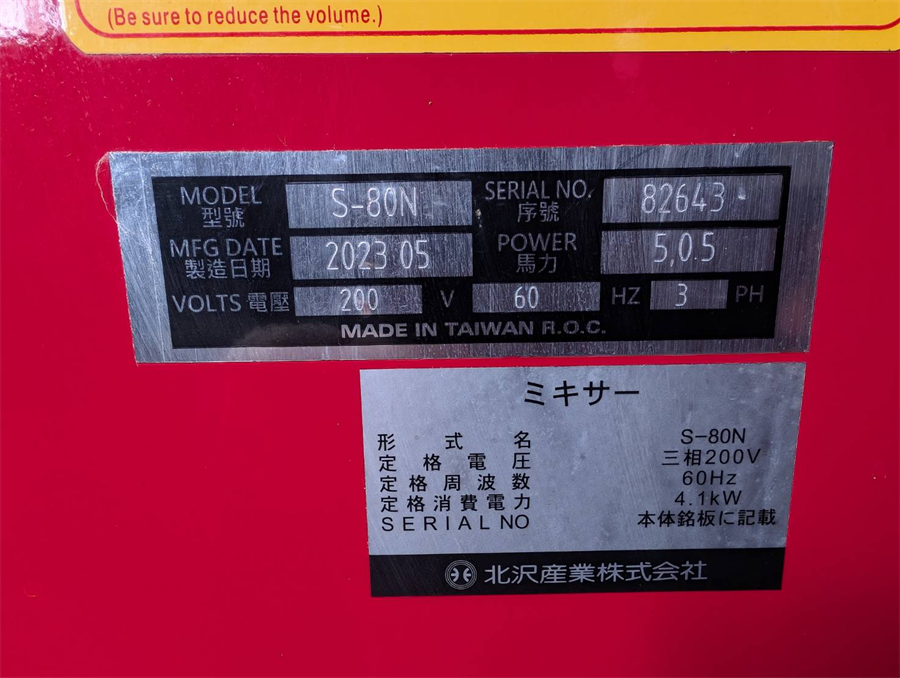 (Be sure to reduce the volume.)
MODEL 型號 S-80N SERIAL NO. 序號 82643
MFG DATE 製造日期 2023 05 POWER 馬力 5,0.5
VOLTS 電壓 200 V 60 HZ 3 PH
MADE IN TAIWAN R.O.C.
ミキサー
形式名 S-80N
定格電圧 三相200V
定格周波数 60Hz
定格消費電力 4.1kW
SERIAL NO 本体銘板に記載
北沢産業株式会社